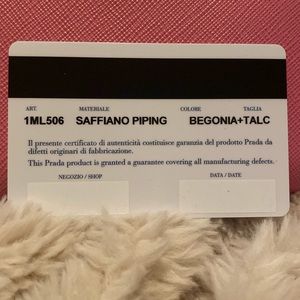 ART. MATERIALE COLORE TAGLIA
1ML506 SAFFIANO PIPING BEGONIA+TALC
Il presente certificato di autenticità costituisce garanzia del prodotto Prada da
difetti originari di fabbricazione.
This Prada product is granted a guarantee covering all manufacturing defects.
NEGOZIO / SHOP DATA / DATE